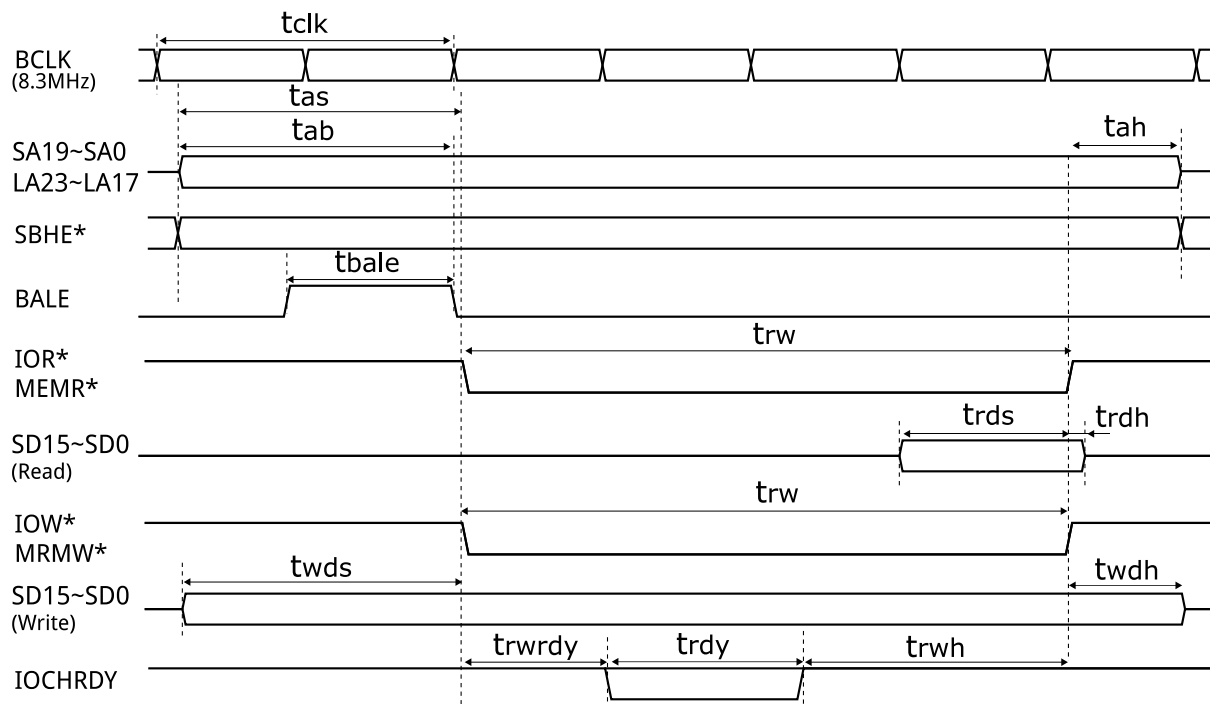 tclk
BCLK
(8.3MHz)
tas
tab
tah
SA19~SA0
LA23~LA17
SBHE*
tbale
BALE
trw
IOR*
MEMR*
trds
trdh
SD15~SD0
(Read)
trw
IOW*
MRMW*
twds
twdh
SD15~SD0
(Write)
trwrdy
trdy
trwh
IOCHRDY